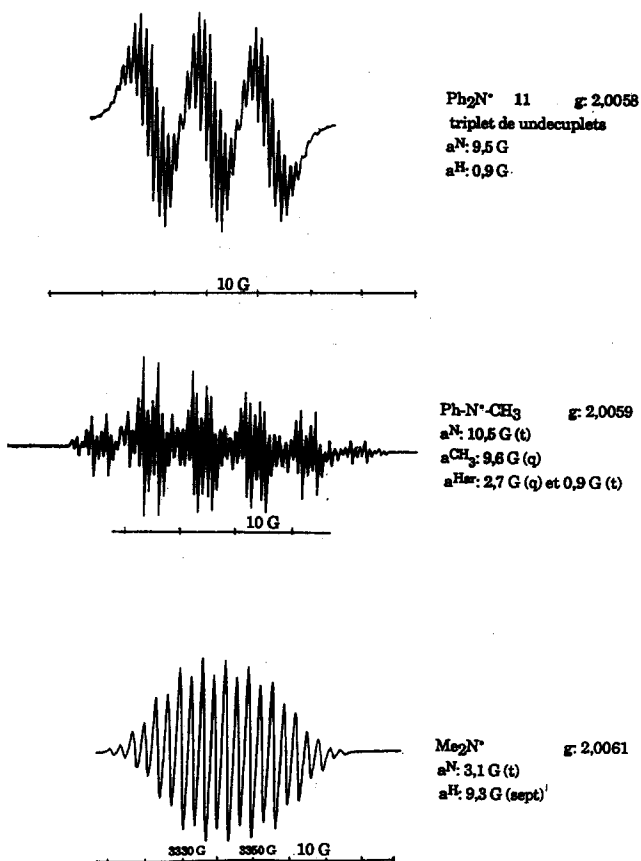 Ph₂N• 11 g: 2,0058
triplet de undecuplets
aᴺ: 9,5 G
aᴴ: 0,9 G
10 G
Ph-N•-CH₃ g: 2,0059
aᴺ: 10,5 G (t)
aᶜᴴ₃: 9,6 G (q)
aᴴᵃʳ: 2,7 G (q) et 0,9 G (t)
10 G
Me₂N• g: 2,0061
aᴺ: 3,1 G (t)
aᴴ: 9,3 G (sept)
3330 G 3350 G 10 G